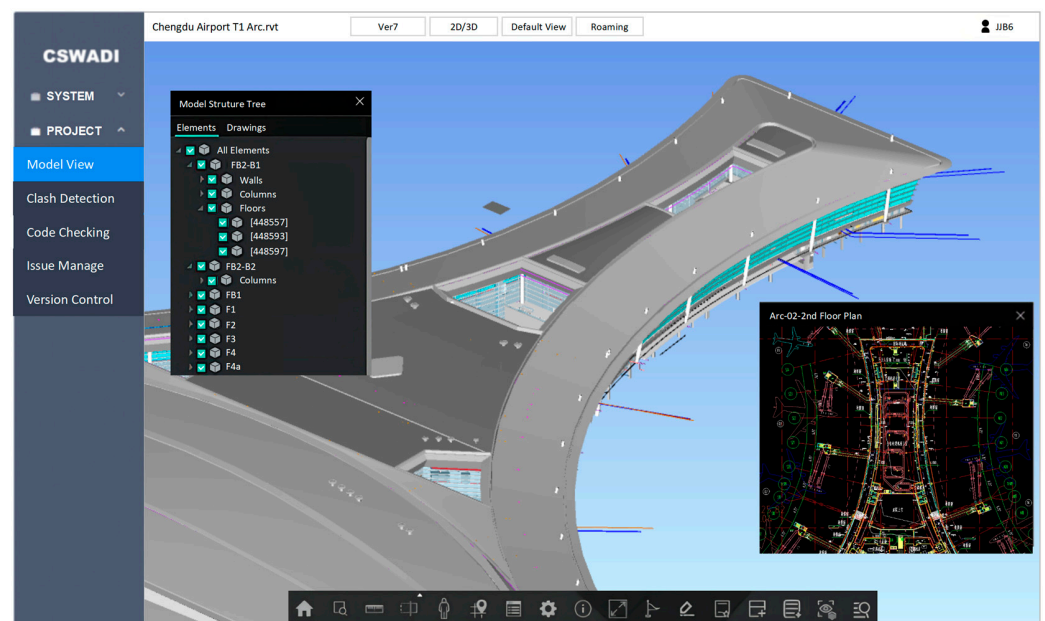 Chengdu Airport T1 Arc.rvt
Ver7
2D/3D
Default View
Roaming
JJB6
CSWADI
SYSTEM
PROJECT
Model View
Clash Detection
Code Checking
Issue Manage
Version Control
Model Struture Tree
Elements Drawings
All Elements
FB2-B1
Walls
Columns
Floors
[448557]
[448593]
[448597]
FB2-B2
Columns
FB1
F1
F2
F3
F4
F4a
Arc-02-2nd Floor Plan